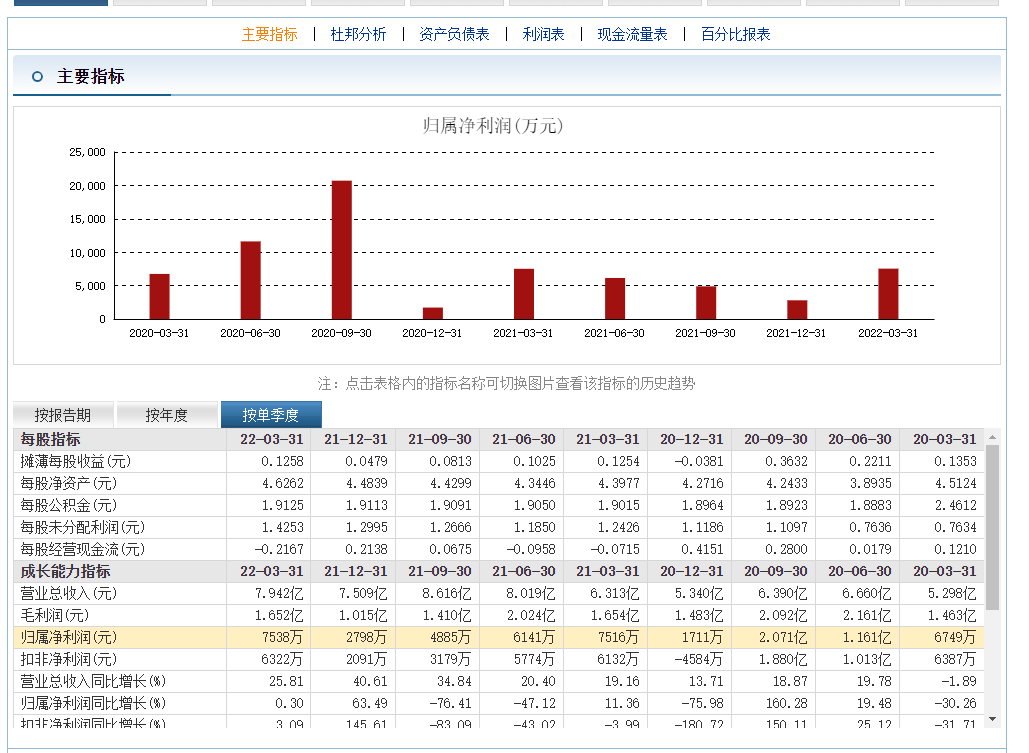 主要指标 | 杜邦分析 | 资产负债表 | 利润表 | 现金流量表 | 百分比报表
主要指标
归属净利润(万元)
25,000
20,000
15,000
10,000
5,000
0
2020-03-31 2020-06-30 2020-09-30 2020-12-31 2021-03-31 2021-06-30 2021-09-30 2021-12-31 2022-03-31
注：点击表格内的指标名称可切换图片查看该指标的历史趋势
按报告期 按年度 按单季度
每股指标 22-03-31 21-12-31 21-09-30 21-06-30 21-03-31 20-12-31 20-09-30 20-06-30 20-03-31
摊薄每股收益(元) 0.1258 0.0479 0.0813 0.1025 0.1254 -0.0381 0.3632 0.2211 0.1353
每股净资产(元) 4.6262 4.4839 4.4299 4.3446 4.3977 4.2716 4.2433 3.8935 4.5124
每股公积金(元) 1.9125 1.9113 1.9091 1.9050 1.9015 1.8964 1.8923 1.8883 2.4612
每股未分配利润(元) 1.4253 1.2995 1.2666 1.1850 1.2426 1.1186 1.1097 0.7636 0.7634
每股经营现金流(元) -0.2167 0.2138 0.0675 -0.0958 -0.0715 0.4151 0.2800 0.0179 0.1210
成长能力指标 22-03-31 21-12-31 21-09-30 21-06-30 21-03-31 20-12-31 20-09-30 20-06-30 20-03-31
营业总收入(元) 7.942亿 7.509亿 8.616亿 8.019亿 6.313亿 5.340亿 6.390亿 6.660亿 5.298亿
毛利润(元) 1.652亿 1.015亿 1.410亿 2.024亿 1.654亿 1.483亿 2.092亿 2.161亿 1.463亿
归属净利润(元) 7538万 2798万 4885万 6141万 7516万 1711万 2.071亿 1.161亿 6749万
扣非净利润(元) 6322万 2091万 3179万 5774万 6132万 -4584万 1.880亿 1.013亿 6387万
营业总收入同比增长(%) 25.81 40.61 34.84 20.40 19.16 13.71 18.87 19.78 -1.89
归属净利润同比增长(%) 0.30 63.49 -76.41 -47.12 11.36 -75.98 160.28 19.48 -30.26
扣非净利润同比增长(%) 3.09 145.61 -83.09 -43.02 -3.99 -180.72 150.11 25.12 -31.71